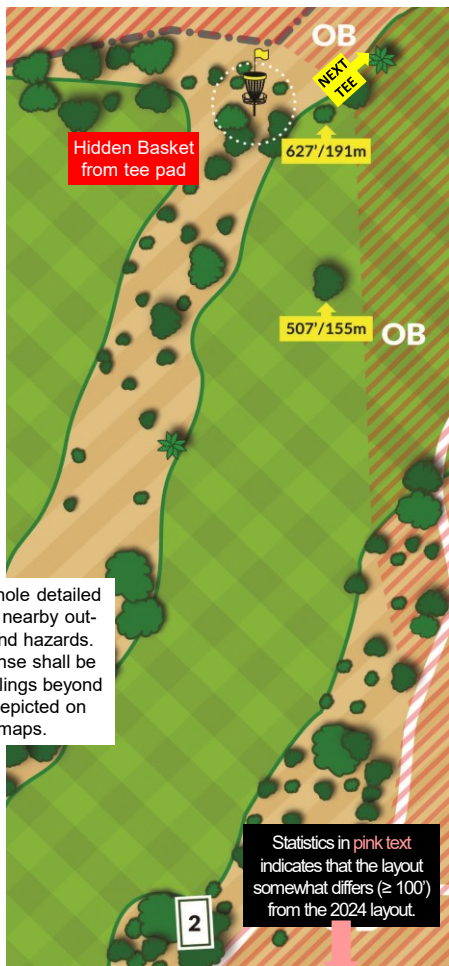 OB
NEXT
TEE
Hidden Basket
from tee pad
627'/191m
507'/155m
OB
hole detailed
nearby out-
nd hazards.
nse shall be
lings beyond
epicted on
maps.
Statistics in pink text
indicates that the layout
somewhat differs (≥ 100')
from the 2024 layout.
2